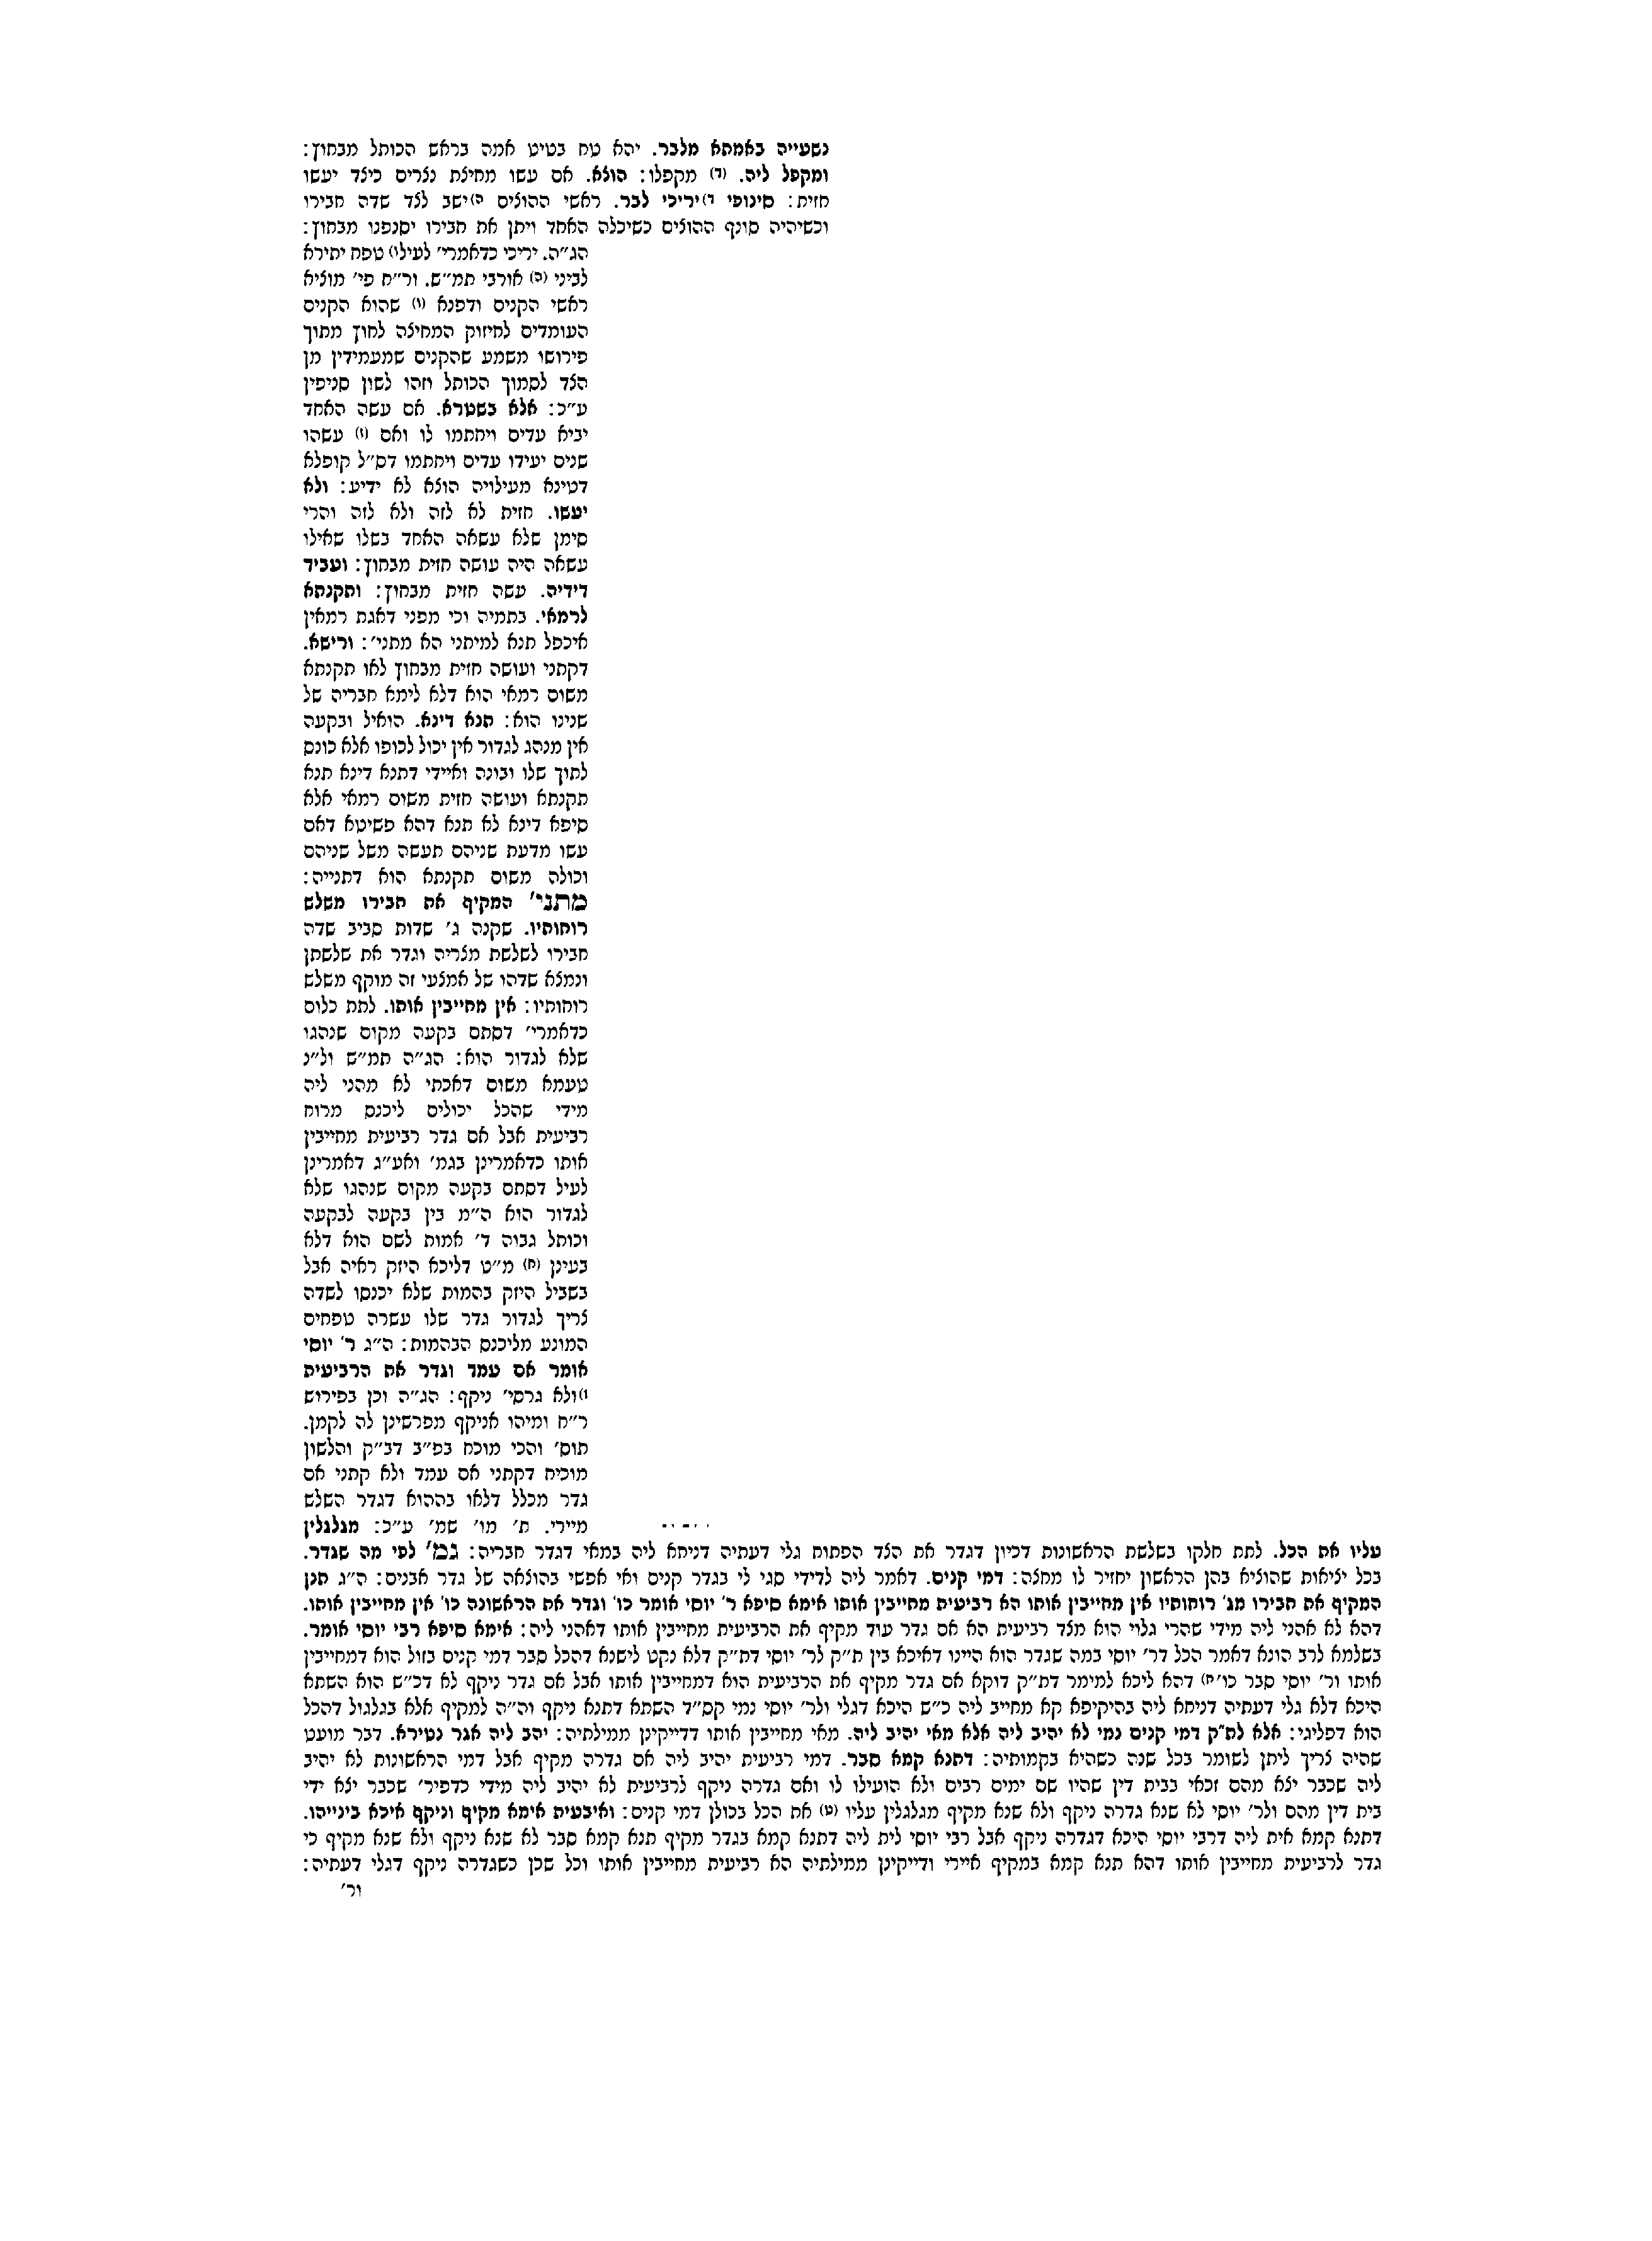 נשעייה באמתא מלבר. יהא טח בטיט אמה בראש הכותל מבחוץ:
ומקפל ליה. (ד) מקפלו: הוצא. אם עשו מחיצת נצרים כיצד יעשו
חזית: סינופי ד)יריכי לבר. ראשי ההוצים ה)ישב לצד שדה חבירו
וכשיהיה סונף ההוצים כשיכלה האחד ויתן את חבירו יסנפנו מבחוץ:
הג״ה. יריכי כדאמרי׳ לעילו) טפח יתירא
לביני (ה) אורבי תמ״ש. ור״ח פי׳ מוציא
ראשי הקנים ודפנא (ו) שהוא הקנים
העומדים לחיזוק המחיצה לחוץ מתוך
פירושו משמע שהקנים שמעמידין מן
הצד לסמוך הכותל וזהו לשון סניפין
ע״כ: אלא בשטרא. אם עשה האחד
יביא עדים ויחתמו לו ואם (ז) עשהו
שנים יעידו עדים ויחתמו דס״ל קופלא
דטינא מעילויה הוצא לא ידיע: ולא
יעשו. חזית לא לזה ולא לזה והרי
סימן שלא עשאה האחד בשלו שאילו
עשאה היה עושה חזית מבחוץ: ועביד
דידיה. עשה חזית מבחוץ: ותקנתא
לרמאי. בתמיה וכי מפני דאגת רמאין
איכפל תנא למיתני הא מתני׳: ורישא.
דקתני ועושה חזית מבחוץ לאו תקנתא
משום רמאי הוא דלא לימא חבריה של
שנינו הוא: תנא דינא. הואיל ובקעה
אין מנהג לגדור אין יכול לכופו אלא כונס
לתוך שלו ובונה ואיידי דתנא דינא תנא
תקנתא ועושה חזית משום רמאי אלא
סיפא דינא לא תנא דהא פשיטא דאם
עשו מדעת שניהם תעשה משל שניהם
וכולה משום תקנתא הוא דתנייה:
מתני׳ המקיף את חבירו משלש
רוחותיו. שקנה ג׳ שדות סביב שדה
חבירו לשלשת מצריה וגדר את שלשתן
ונמצא שדהו של אמצעי זה מוקף משלש
רוחותיו: אין מחייבין אותו. לתת כלום
כדאמרי׳ דסתם בקעה מקום שנהגו
שלא לגדור הוא: הג״ה תמ״ש ול״נ
טעמא משום דאכתי לא מהני ליה
מידי שהכל יכולים ליכנס מרוח
רביעית אבל אם גדר רביעית מחייבין
אותו כדאמרינן בגמ׳ ואע״ג דאמרינן
לעיל דסתם בקעה מקום שנהגו שלא
לגדור הוא ה״מ בין בקעה לבקעה
וכותל גבוה ד׳ אמות לשם הוא דלא
בעינן (ח) מ״ט דליכא היזק ראיה אבל
בשביל היזק בהמות שלא יכנסו לשדה
צריך לגדור גדר שלו עשרה טפחים
המונע מליכנס הבהמות: ה״ג ר׳ יוסי
אומר אם עמד וגדר את הרביעית
ז)ולא גרסי׳ ניקף: הג״ה וכן בפירוש
ר״ח ומיהו אניקף מפרשינן לה לקמן.
תוס׳ והכי מוכח בפ״ב דב״ק והלשון
מוכיח דקתני אם עמד ולא קתני אם
גדר מכלל דלאו בההוא דגדר השלש
מיירי. ת׳ מו׳ שמ׳ ע״כ: מגלגלין
עליו את הכל. לתת חלקו בשלשת הראשונות דכיון דגדר את הצד הפתוח גלי דעתיה דניחא ליה במאי דגדר חבריה: גמ׳ לפי מה שגדר.
בכל יציאות שהוציא בהן הראשון יחזיר לו מחצה: דמי קנים. דאמר ליה לדידי סגי לי בגדר קנים ואי אפשי בהוצאה של גדר אבנים: ה״ג תנן
המקיף את חבירו מג׳ רוחותיו אין מחייבין אותו הא רביעית מחייבין אותו אימא סיפא ר׳ יוסי אומר כו׳ וגדר את הראשונה כו׳ אין מחייבין אותו.
דהא לא אהני ליה מידי שהרי גלוי הוא מצד רביעית הא אם גדר עוד מקיף את הרביעית מחייבין אותו דאהני ליה: אימא סיפא רבי יוסי אומר.
בשלמא לרב הונא דאמר הכל דר׳ יוסי במה שגדר הוא היינו דאיכא בין ת״ק לר׳ יוסי דת״ק דלא נקט לישנא דהכל סבר דמי קנים בזול הוא דמחייבין
אותו ור׳ יוסי סבר כו׳ח) דהא ליכא למימר דת״ק דוקא אם גדר מקיף את הרביעית הוא דמחייבין אותו אבל אם גדר ניקף לא דכ״ש הוא השתא
היכא דלא גלי דעתיה דניחא ליה בהיקיפא קא מחייב ליה כ״ש היכא דגלי ולר׳ יוסי נמי קס״ד השתא דתנא ניקף וה״ה למקיף אלא בגלגול דהכל
הוא דפליגי: אלא לת״ק דמי קנים נמי לא יהיב ליה אלא מאי יהיב ליה. מאי מחייבין אותו דדייקינן ממילתיה: יהב ליה אגר נטירא. דבר מועט
שהיה צריך ליתן לשומר בכל שנה כשהיא בקמותיה: דתנא קמא סבר. דמי רביעית יהיב ליה אם גדרה מקיף אבל דמי הראשונות לא יהיב
ליה שכבר יצא מהם זכאי בבית דין שהיו שם ימים רבים ולא הועילו לו ואם גדרה ניקף לרביעית לא יהיב ליה מידי כדפיר׳ שכבר יצא ידי
בית דין מהם ולר׳ יוסי לא שנא גדרה ניקף ולא שנא מקיף מגלגלין עליו (ט) את הכל בכולן דמי קנים: ואיבעית אימא מקיף וניקף איכא בינייהו.
דתנא קמא אית ליה דרבי יוסי היכא דגדרה ניקף אבל רבי יוסי לית ליה דתנא קמא בגדר מקיף תנא קמא סבר לא שנא ניקף ולא שנא מקיף כי
גדר לרביעית מחייבין אותו דהא תנא קמא במקיף איירי ודייקינן ממילתיה הא רביעית מחייבין אותו וכל שכן כשגדרה ניקף דגלי דעתיה:
ור׳